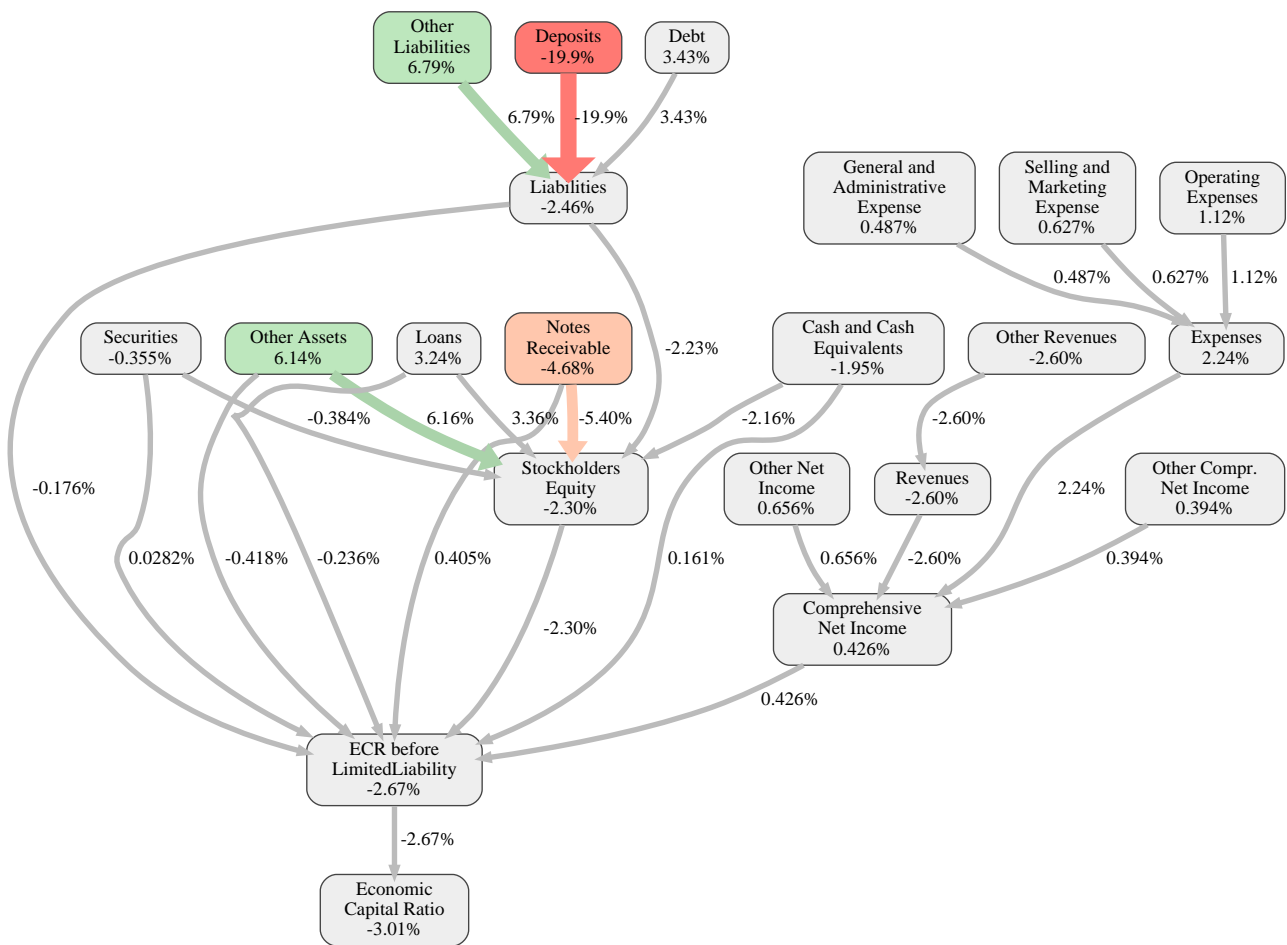 Other
Liabilities
6.79%
Deposits
-19.9%
Debt
3.43%
6.79%
-19.9%
3.43%
General and
Administrative
Expense
0.487%
Selling and
Marketing
Expense
0.627%
Operating
Expenses
1.12%
Liabilities
-2.46%
0.487%
0.627%
1.12%
Securities
-0.355%
Other Assets
6.14%
Loans
3.24%
Notes
Receivable
-4.68%
-2.23%
Cash and Cash
Equivalents
-1.95%
Other Revenues
-2.60%
Expenses
2.24%
-0.384%
6.16%
3.36%
-5.40%
-2.16%
-2.60%
-0.176%
Stockholders
Equity
-2.30%
Other Net
Income
0.656%
Revenues
-2.60%
2.24%
Other Compr.
Net Income
0.394%
0.0282%
-0.418%
-0.236%
0.405%
0.161%
0.656%
-2.60%
0.394%
-2.30%
Comprehensive
Net Income
0.426%
0.426%
ECR before
LimitedLiability
-2.67%
-2.67%
Economic
Capital Ratio
-3.01%